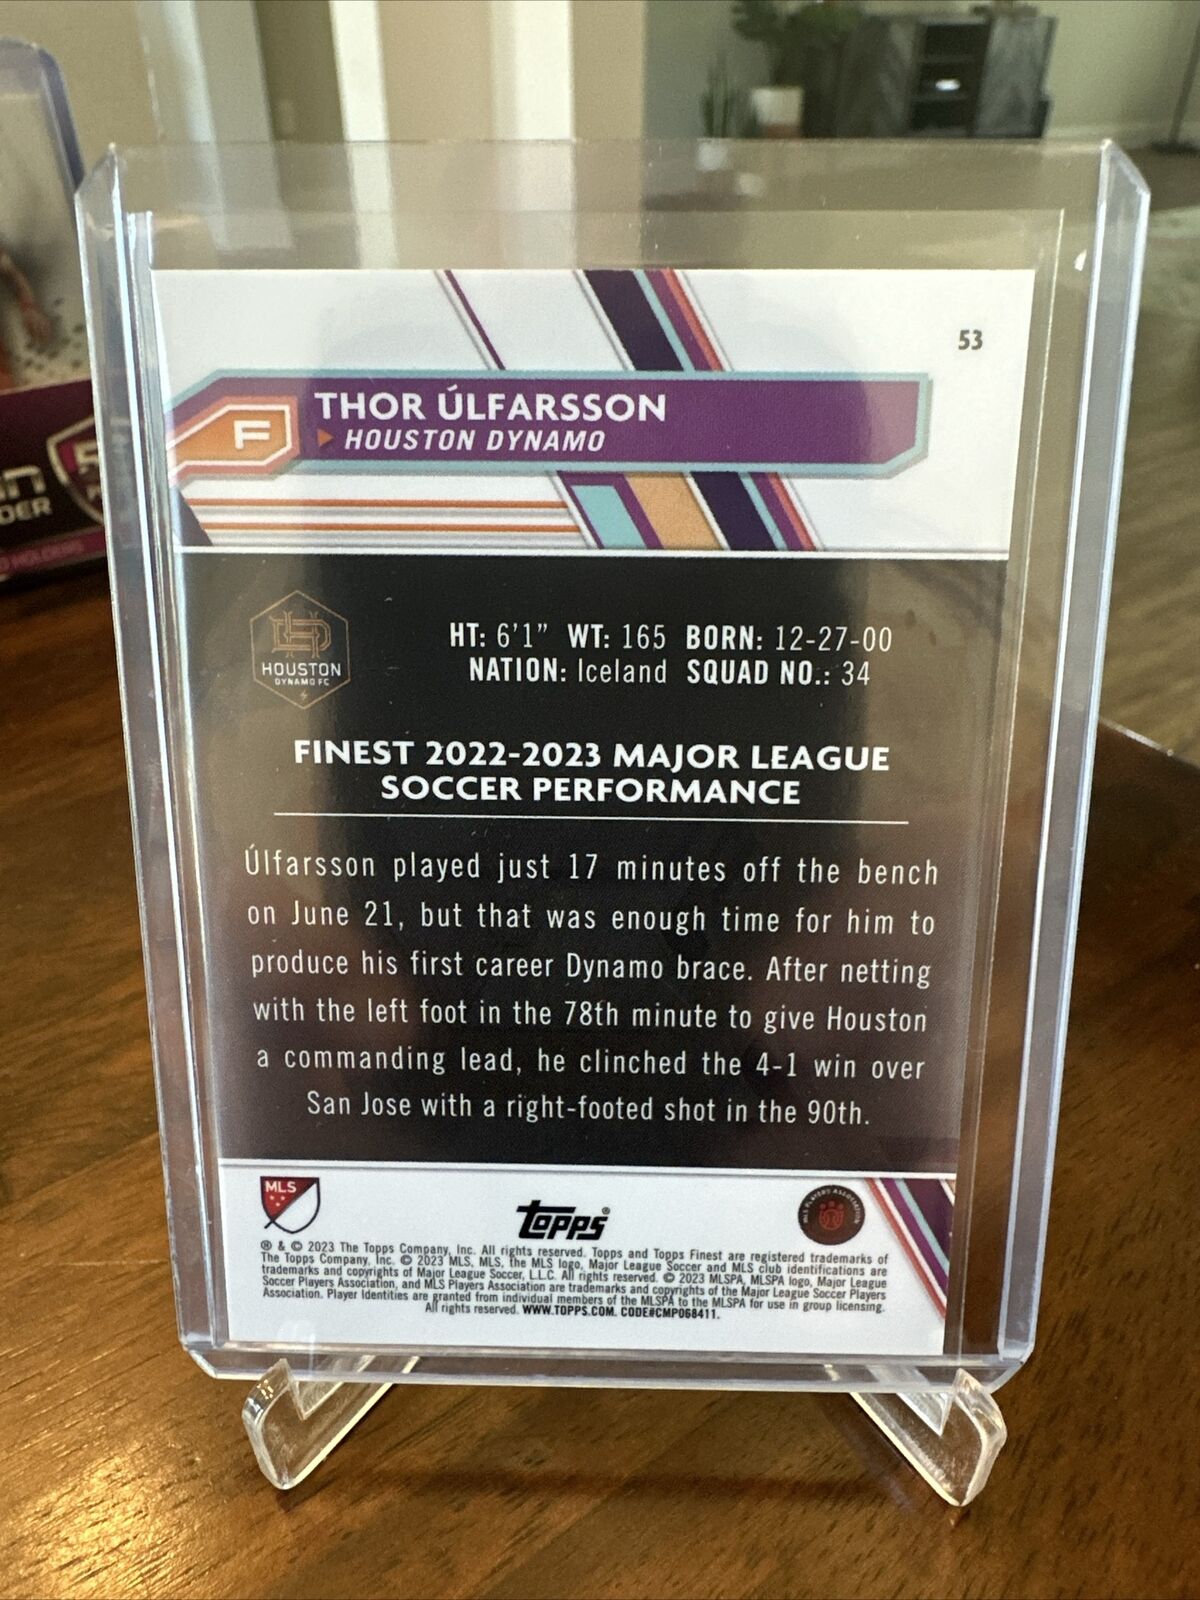 53
THOR ÚLFARSSON
F
HOUSTON DYNAMO
HOUSTON
DYNAMO FC
HT: 6'1” WT: 165 BORN: 12-27-00
NATION: Iceland SQUAD NO.: 34
FINEST 2022-2023 MAJOR LEAGUE
SOCCER PERFORMANCE
Úlfarsson played just 17 minutes off the bench
on June 21, but that was enough time for him to
produce his first career Dynamo brace. After netting
with the left foot in the 78th minute to give Houston
a commanding lead, he clinched the 4-1 win over
San Jose with a right-footed shot in the 90th.
MLS
Topps®
MLS PLAYERS ASSOCIATION
® & © 2023 The Topps Company, Inc. All rights reserved. Topps and Topps Finest are registered trademarks of
The Topps Company, Inc. © 2023 MLS, MLS, the MLS logo, Major League Soccer and MLS club identifications are
trademarks and copyrights of Major League Soccer, L.L.C. All rights reserved. © 2023 MLSPA, MLSPA logo, Major League
Soccer Players Association, and MLS Players Association are trademarks and copyrights of the Major League Soccer Players
Association. Player Identities are granted from individual members of the MLSPA to the MLSPA for use in group licensing.
All rights reserved. WWW.TOPPS.COM. CODE#CMP068411.